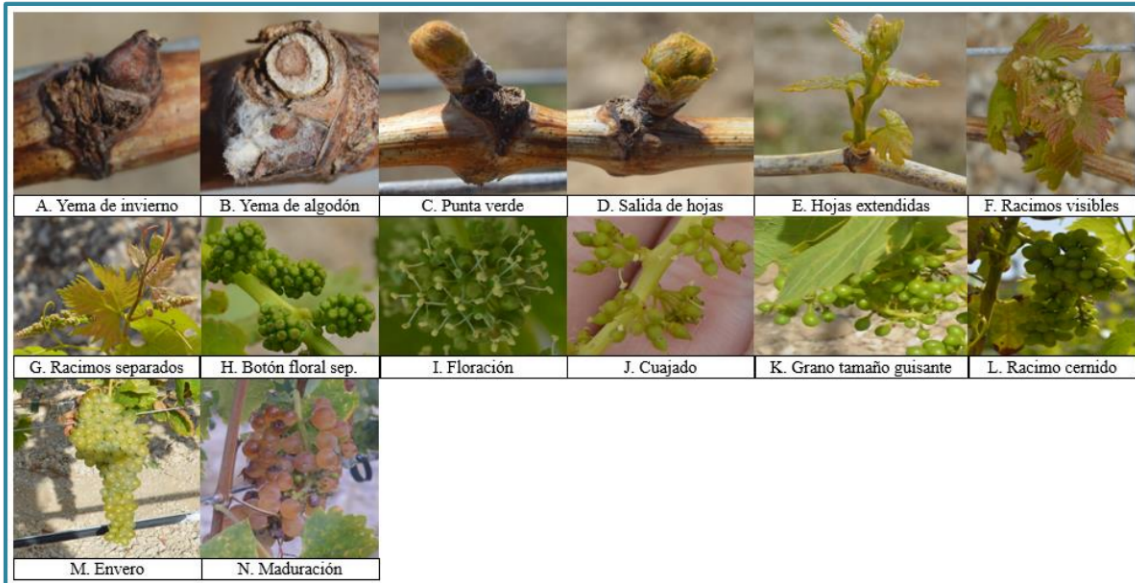 A. Yema de invierno
B. Yema de algodón
C. Punta verde
D. Salida de hojas
E. Hojas extendidas
F. Racimos visibles
G. Racimos separados
H. Botón floral sep.
I. Floración
J. Cuajado
K. Grano tamaño guisante
L. Racimo cernido
M. Envero
N. Maduración